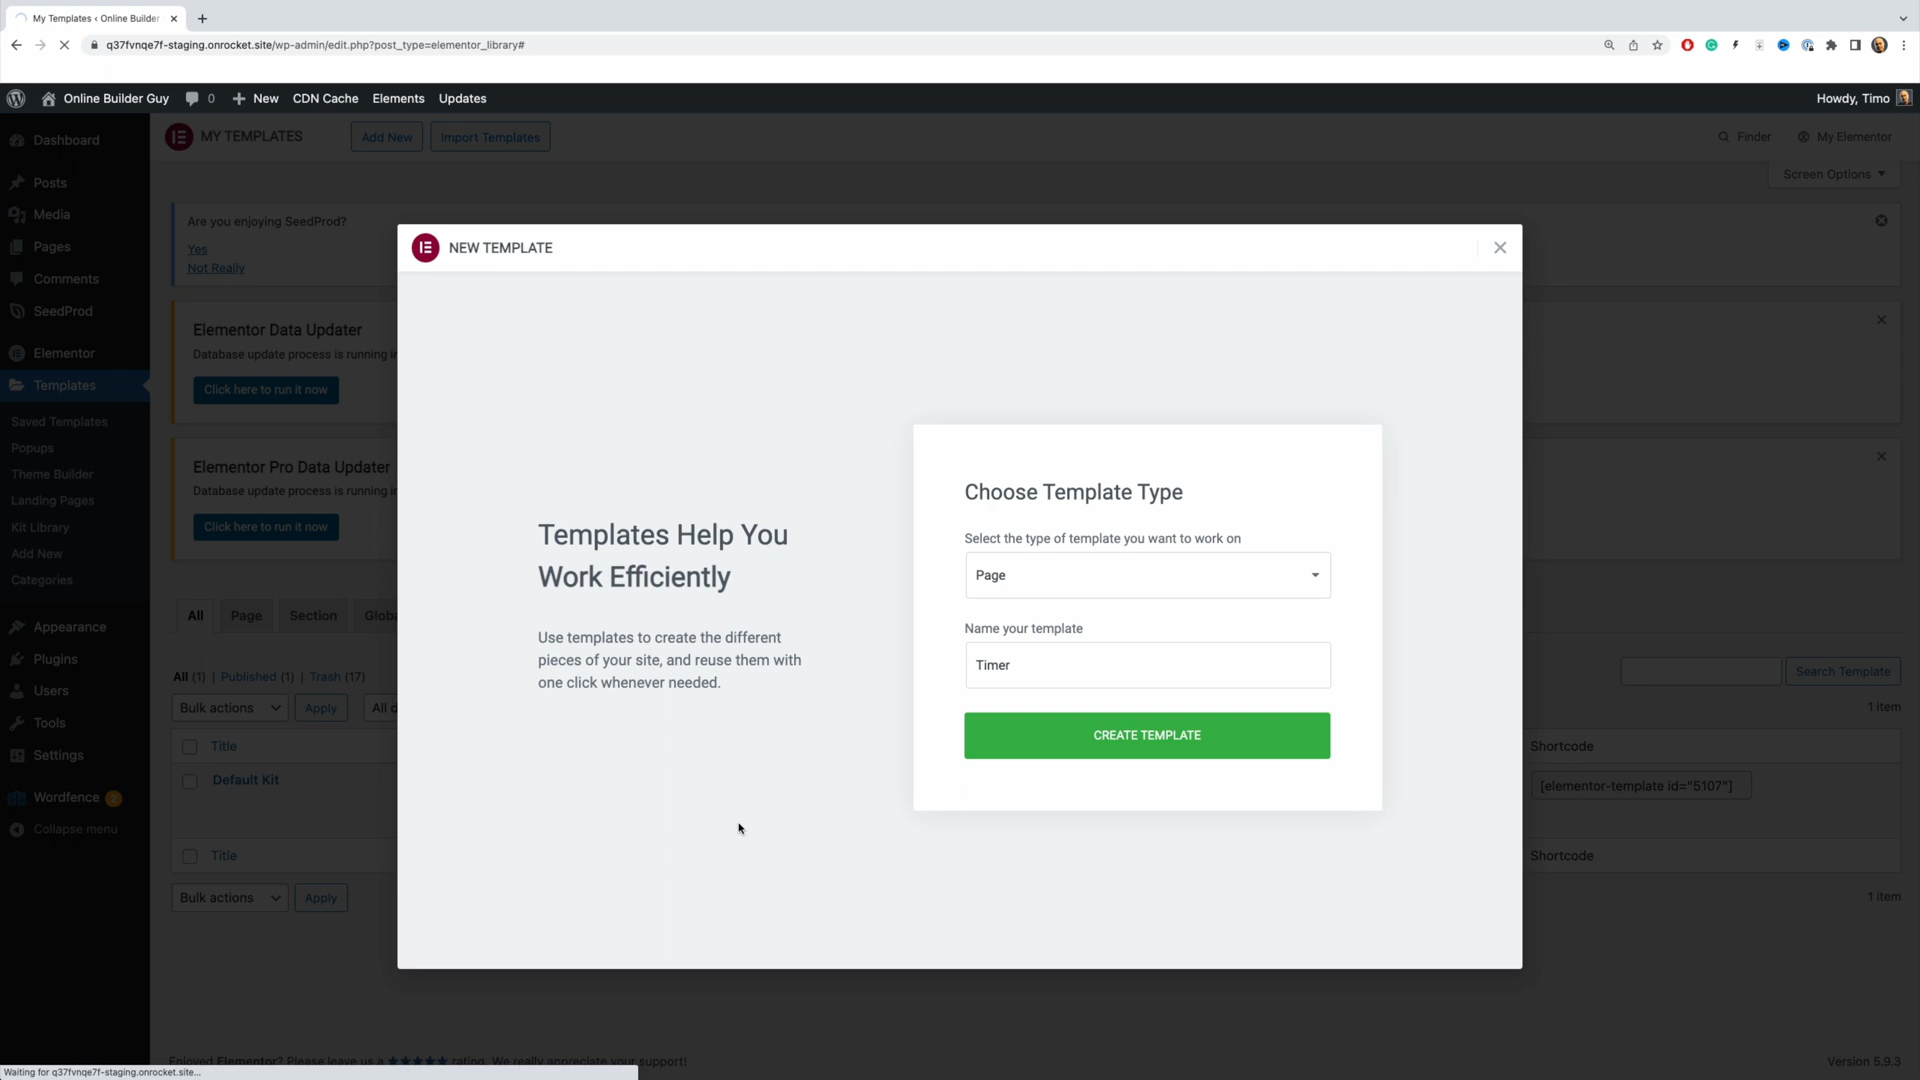 My Templates ‹ Online Builder
q37fvnqe7f-staging.onrocket.site/wp-admin/edit.php?post_type=elementor_library#
Online Builder Guy
0
New
CDN Cache
Elements
Updates
Howdy, Timo
Dashboard
Posts
Media
Pages
Comments
SeedProd
Elementor
Templates
Saved Templates
Popups
Theme Builder
Landing Pages
Kit Library
Add New
Categories
Appearance
Plugins
Users
Tools
Settings
Wordfence 2
Collapse menu
MY TEMPLATES
Add New
Import Templates
Finder
My Elementor
Screen Options
Are you enjoying SeedProd?
Yes
Not Really
Elementor Data Updater
Database update process is running i
Click here to run it now
Elementor Pro Data Updater
Database update process is running i
Click here to run it now
NEW TEMPLATE
Templates Help You
Work Efficiently
Use templates to create the different
pieces of your site, and reuse them with
one click whenever needed.
Choose Template Type
Select the type of template you want to work on
Page
Name your template
Timer
CREATE TEMPLATE
All
Page
Section
Globa
All (1) | Published (1) | Trash (17)
Search Template
Bulk actions
Apply
All d
1 item
Title
Shortcode
Default Kit
[elementor-template id="5107"]
Title
Shortcode
Bulk actions
Apply
1 item
Enjoyed Elementor? Please leave us a ★★★★★ rating. We really appreciate your support!
Version 5.9.3
Waiting for q37fvnqe7f-staging.onrocket.site...